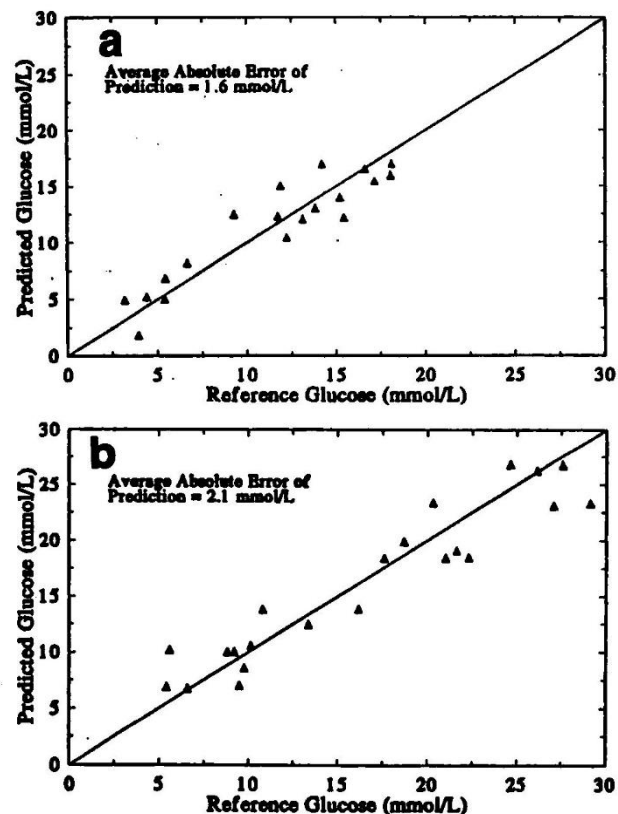 a
Average Absolute Error of
Prediction = 1.6 mmol/L
Predicted Glucose (mmol/L)
30
25
20
15
10
5
0
0 5 10 15 20 25 30
Reference Glucose (mmol/L)
b
Average Absolute Error of
Prediction = 2.1 mmol/L
Predicted Glucose (mmol/L)
30
25
20
15
10
5
0
0 5 10 15 20 25 30
Reference Glucose (mmol/L)